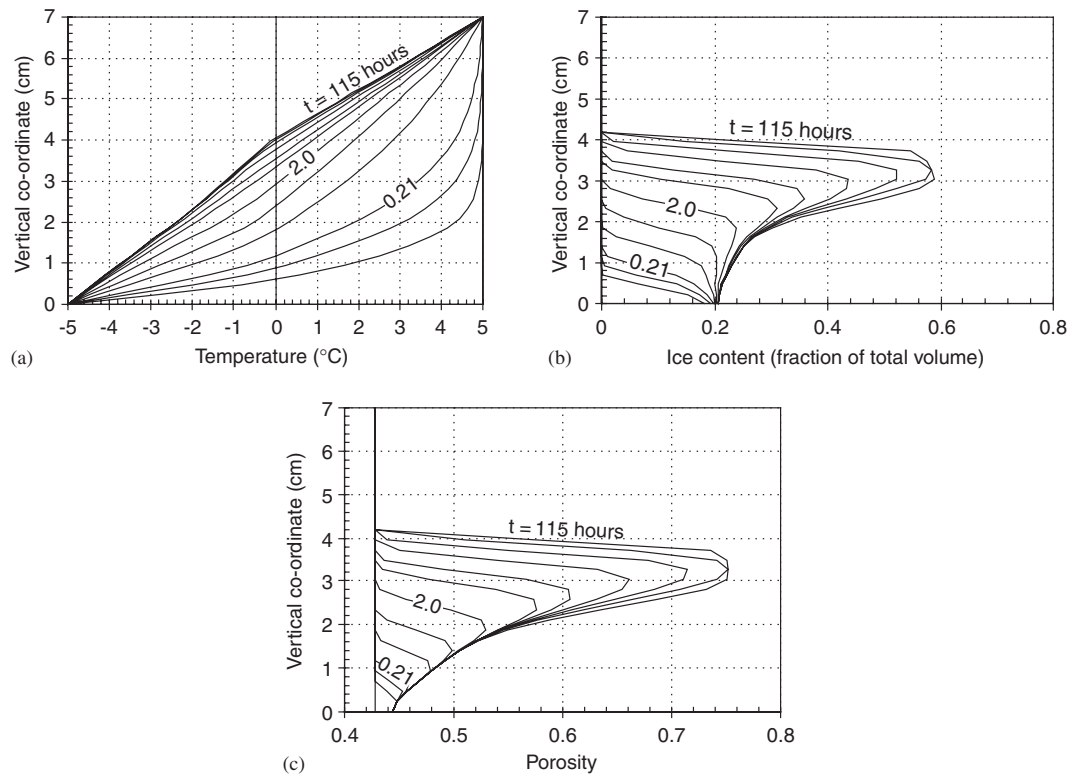 7
6
5
4
3
2
1
0
Vertical co-ordinate (cm)
t = 115 hours
2.0
0.21
-5 -4 -3 -2 -1 0 1 2 3 4 5
(a) Temperature (°C)
7
6
5
4
3
2
1
0
Vertical co-ordinate (cm)
t = 115 hours
2.0
0.21
0 0.2 0.4 0.6 0.8
(b) Ice content (fraction of total volume)
7
6
5
4
3
2
1
0
Vertical co-ordinate (cm)
t = 115 hours
2.0
0.21
0.4 0.5 0.6 0.7 0.8
(c) Porosity